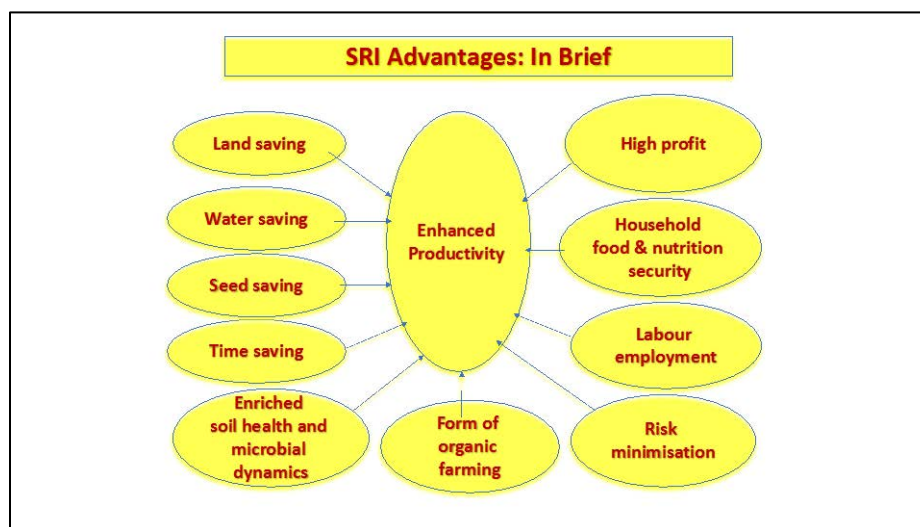 SRI Advantages: In Brief
Land saving
Water saving
Seed saving
Time saving
Enriched
soil health and
microbial
dynamics
Enhanced
Productivity
Form of
organic
farming
High profit
Household
food & nutrition
security
Labour
employment
Risk
minimisation